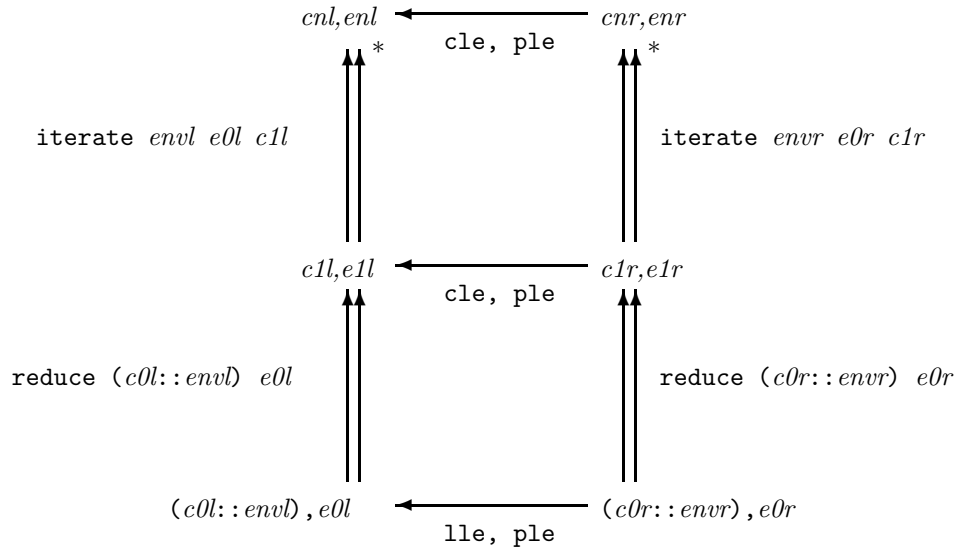 cnl,enl cnr,enr
cle, ple
* *
iterate envl e0l c1l iterate envr e0r c1r
c1l,e1l c1r,e1r
cle, ple
reduce (c0l::envl) e0l reduce (c0r::envr) e0r
(c0l::envl),e0l (c0r::envr),e0r
lle, ple